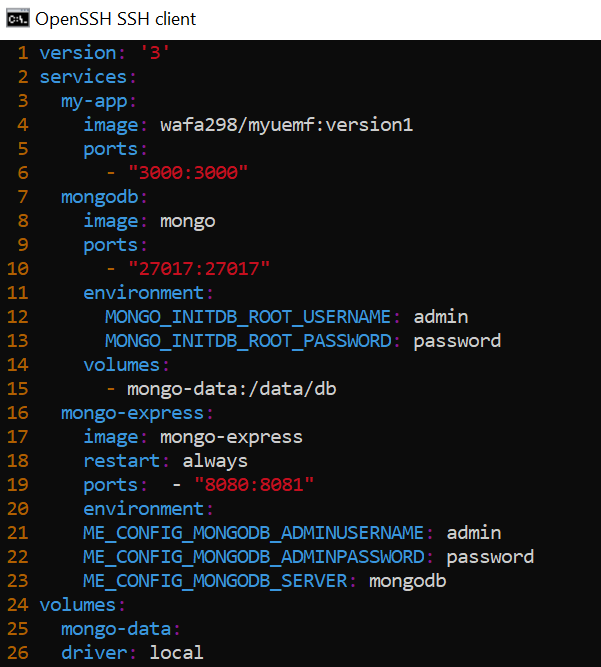 OpenSSH SSH client
1 version: '3'
2 services:
3   my-app:
4     image: wafa298/myuemf:version1
5     ports:
6       - "3000:3000"
7   mongodb:
8     image: mongo
9     ports:
10       - "27017:27017"
11     environment:
12       MONGO_INITDB_ROOT_USERNAME: admin
13       MONGO_INITDB_ROOT_PASSWORD: password
14     volumes:
15       - mongo-data:/data/db
16   mongo-express:
17     image: mongo-express
18     restart: always
19     ports:  - "8080:8081"
20     environment:
21     ME_CONFIG_MONGODB_ADMINUSERNAME: admin
22     ME_CONFIG_MONGODB_ADMINPASSWORD: password
23     ME_CONFIG_MONGODB_SERVER: mongodb
24 volumes:
25   mongo-data:
26   driver: local